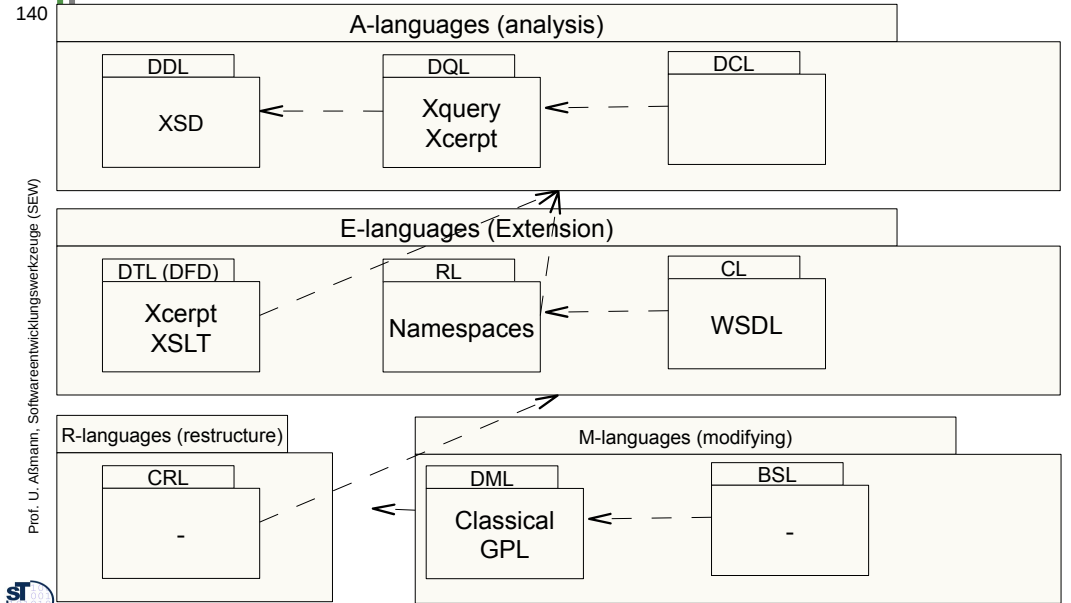 140
A-languages (analysis)
DDL
XSD
DQL
Xquery
Xcerpt
DCL
E-languages (Extension)
DTL (DFD)
Xcerpt
XSLT
RL
Namespaces
CL
WSDL
R-languages (restructure)
CRL
-
M-languages (modifying)
DML
Classical
GPL
BSL
-
Prof. U. Aßmann, Softwareentwicklungswerkzeuge (SEW)
ST